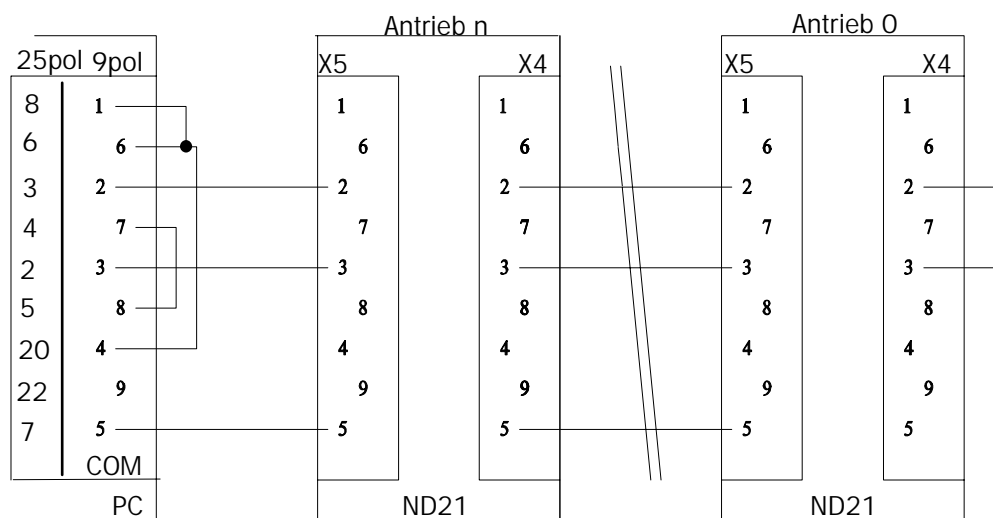 Antrieb n Antrieb 0
25pol 9pol X5 X4 X5 X4
8 1 1 1 1 1
6 6 6 6 6 6
3 2 2 2 2 2
4 7 7 7 7 7
2 3 3 3 3 3
5 8 8 8 8 8
20 4 4 4 4 4
22 9 9 9 9 9
7 5 5 5 5 5
COM
PC ND21 ND21